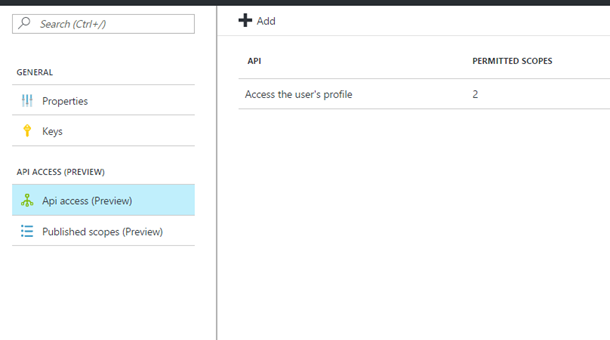 Search (Ctrl+/)
GENERAL
Properties
Keys
API ACCESS (PREVIEW)
Api access (Preview)
Published scopes (Preview)
Add
API PERMITTED SCOPES
Access the user's profile 2